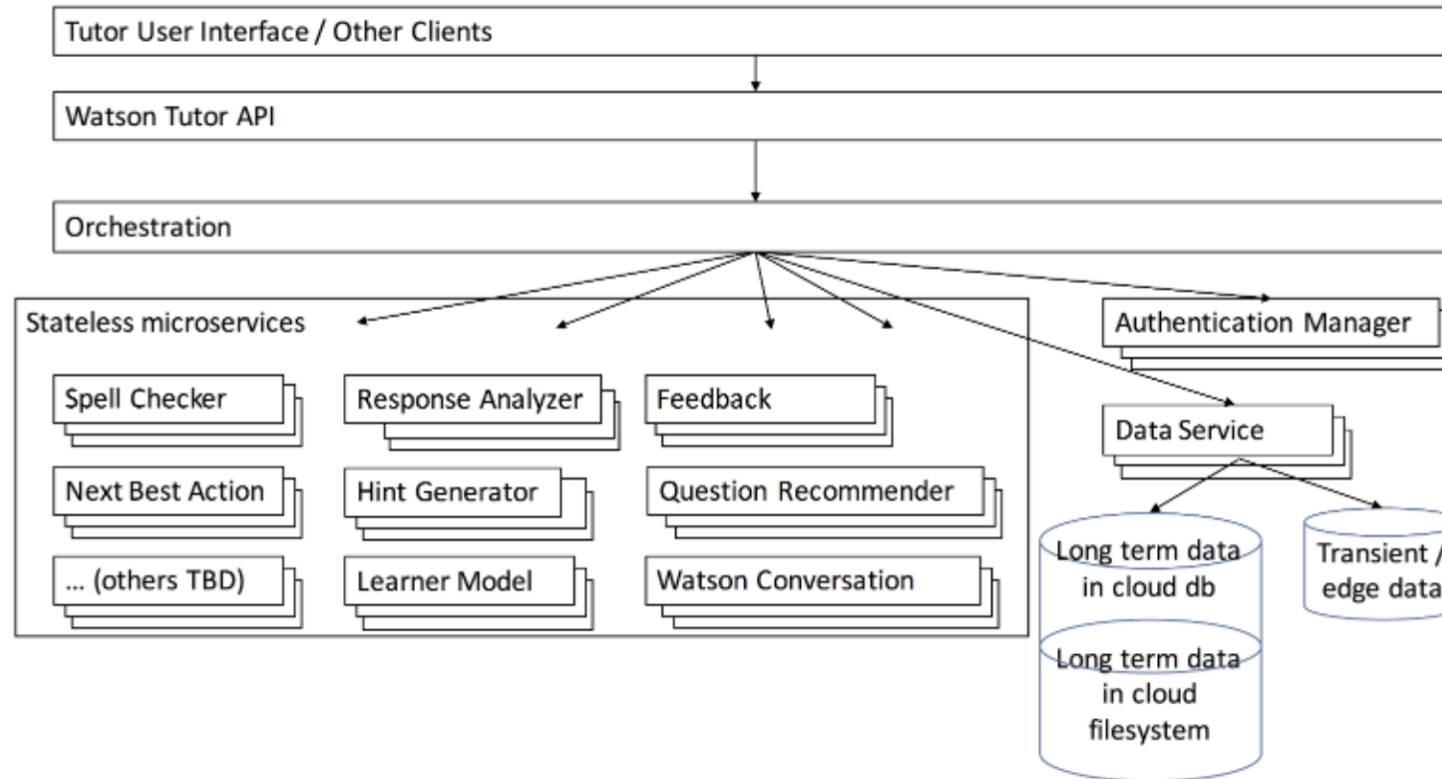 Tutor User Interface / Other Clients
Watson Tutor API
Orchestration
Stateless microservices
Authentication Manager
Spell Checker
Response Analyzer
Feedback
Data Service
Next Best Action
Hint Generator
Question Recommender
... (others TBD)
Learner Model
Watson Conversation
Long term data
in cloud db
Transient /
edge data
Long term data
in cloud
filesystem